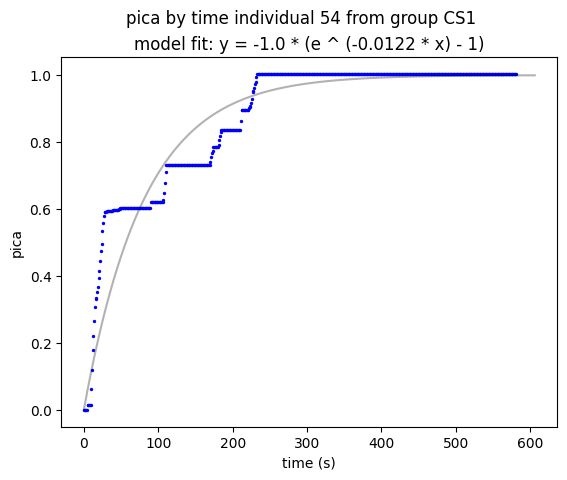 pica by time individual 54 from group CS1
model fit: y = -1.0 * (e ^ (-0.0122 * x) - 1)
1.0
0.8
0.6
0.4
0.2
0.0
pica
0 100 200 300 400 500 600
time (s)